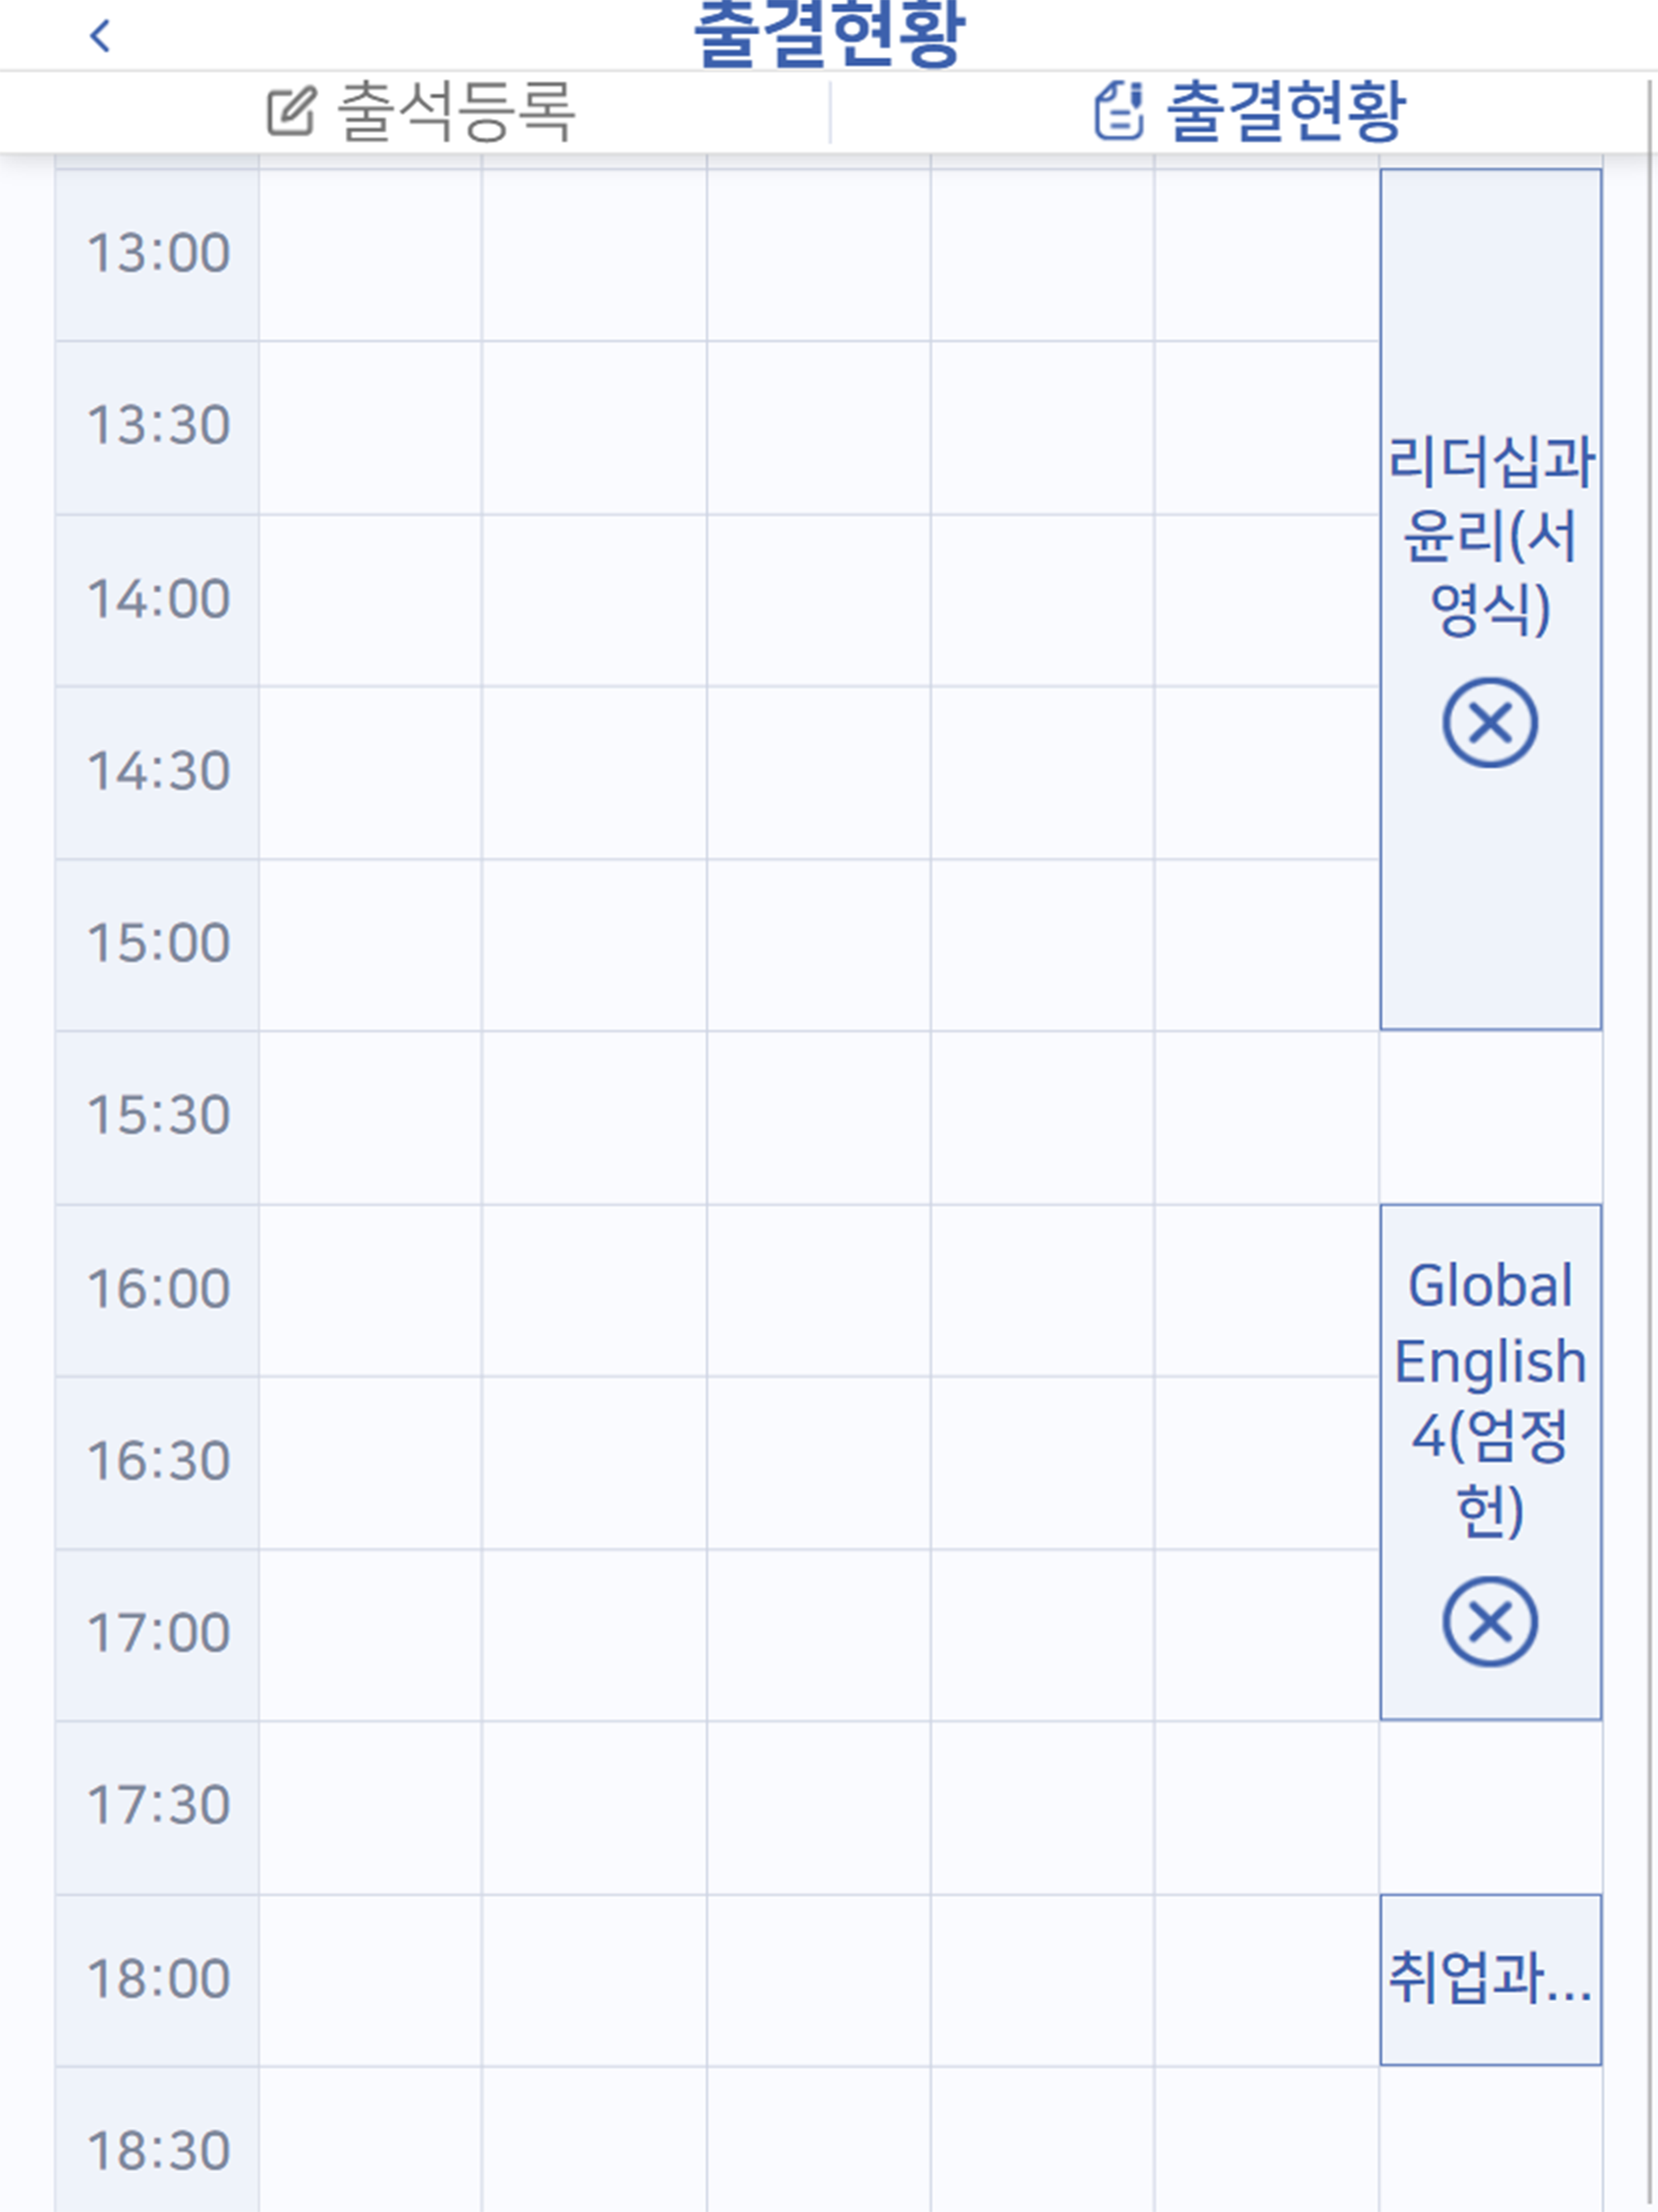 출결현황
출석등록
출결현황
13:00
13:30
리더십과
윤리(서
영식)
14:00
14:30
15:00
15:30
16:00
Global
English
4(엄정
헌)
16:30
17:00
17:30
18:00
취업과...
18:30